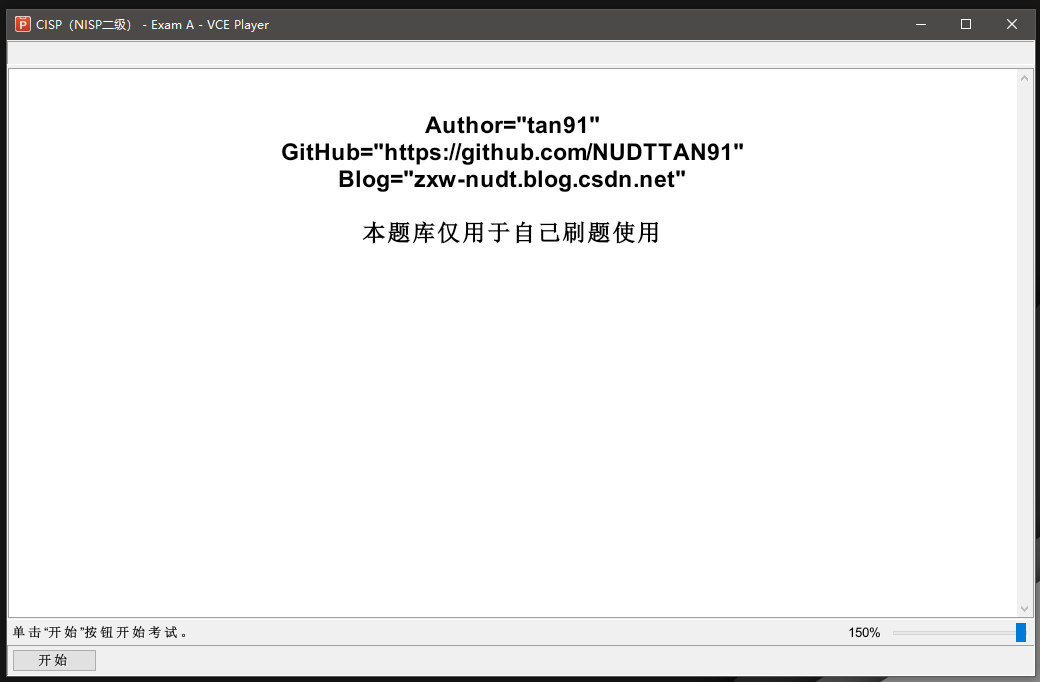 CISP（NISP二级） - Exam A - VCE Player
Author="tan91"
GitHub="https://github.com/NUDTTAN91"
Blog="zxw-nudt.blog.csdn.net"
本题库仅用于自己刷题使用
单击“开始”按钮开始考试。
150%
开始